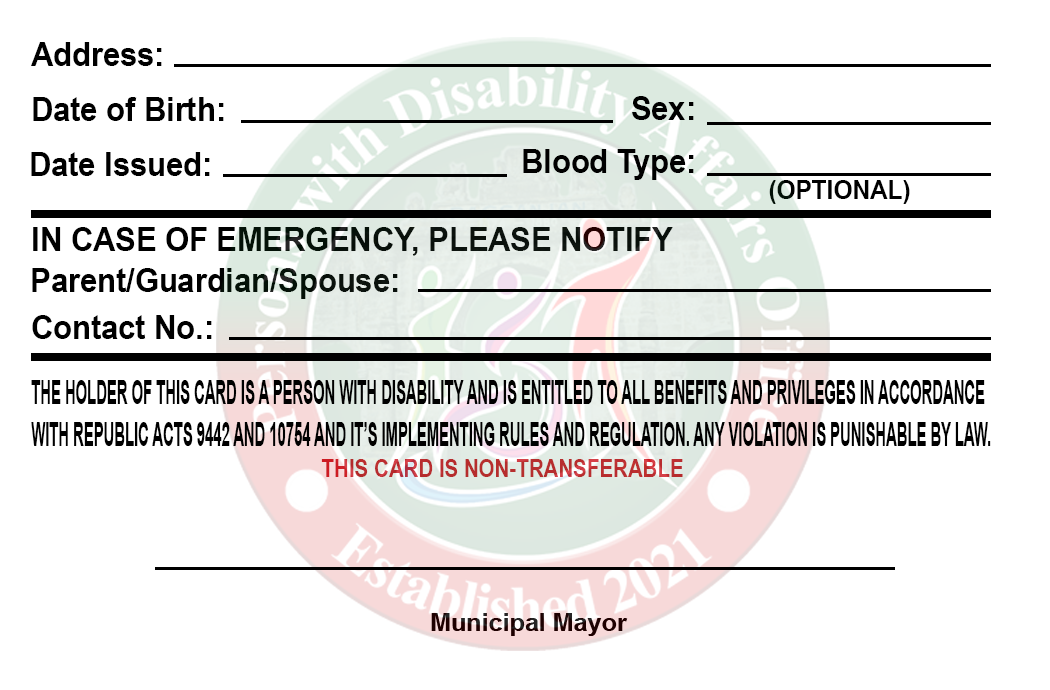 Address:
Date of Birth: Sex:
Date Issued: Blood Type:
(OPTIONAL)
IN CASE OF EMERGENCY, PLEASE NOTIFY
Parent/Guardian/Spouse:
Contact No.:
THE HOLDER OF THIS CARD IS A PERSON WITH DISABILITY AND IS ENTITLED TO ALL BENEFITS AND PRIVILEGES IN ACCORDANCE
WITH REPUBLIC ACTS 9442 AND 10754 AND IT'S IMPLEMENTING RULES AND REGULATION. ANY VIOLATION IS PUNISHABLE BY LAW.
THIS CARD IS NON-TRANSFERABLE
Municipal Mayor
Person with Disability Affairs Office
Established 2021